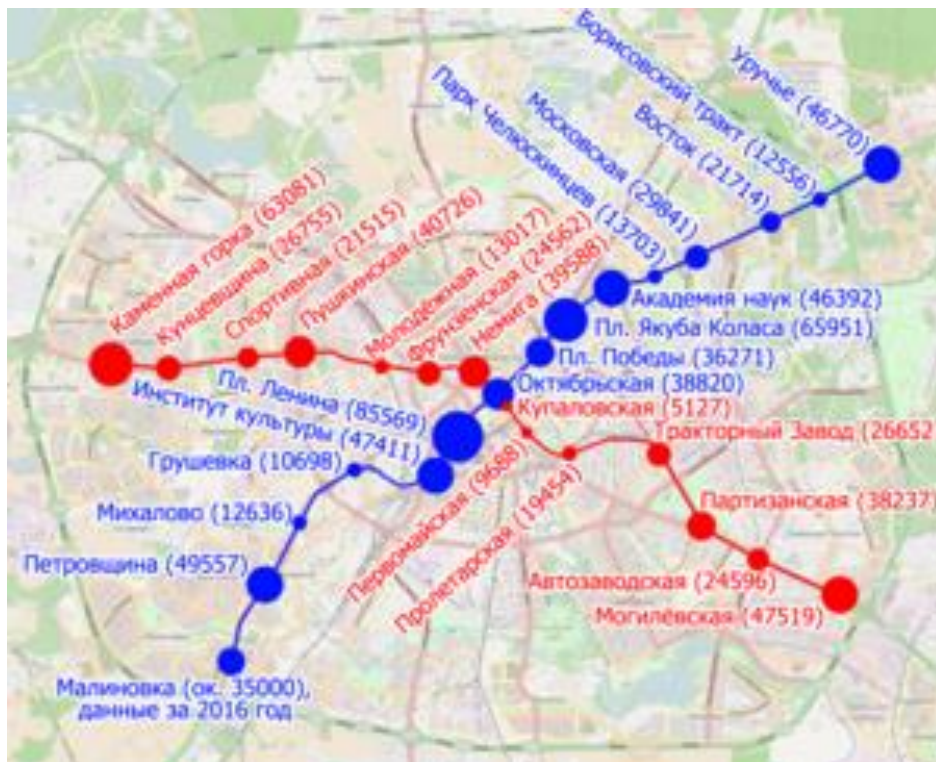 Уручье (46770)
Борисовский тракт (12556)
Восток (21714)
Московская (29841)
Парк Челюскинцев (13703)
Академия наук (46392)
Пл. Якуба Коласа (65951)
Пл. Победы (36271)
Октябрьская (38820)
Пл. Ленина (85569)
Институт культуры (47411)
Грушевка (10698)
Михалово (12636)
Петровщина (49557)
Малиновка (ок. 35000),
данные за 2016 год
Каменная горка (63081)
Кунцевщина (26755)
Спортивная (21515)
Пушкинская (40726)
Молодёжная (13017)
Фрунзенская (24562)
Немига (39588)
Купаловская (5127)
Первомайская (9688)
Пролетарская (19454)
Тракторный Завод (26652
Партизанская (38237)
Автозаводская (24596)
Могилёвская (47519)